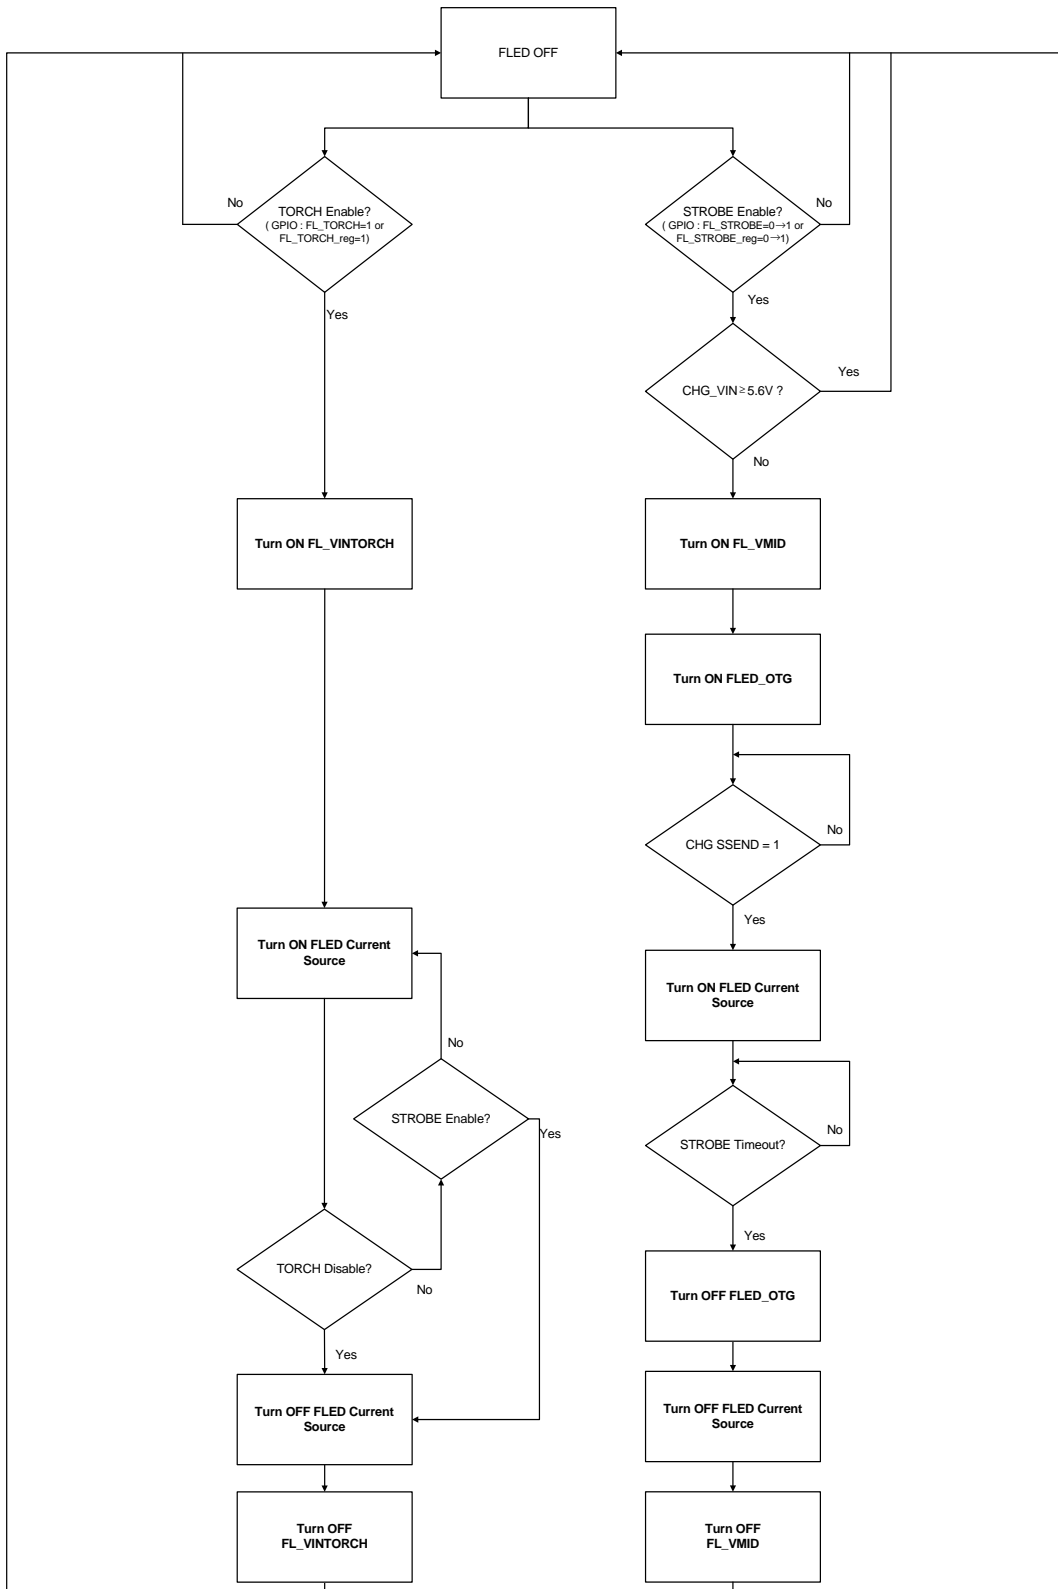 FLED OFF
No
TORCH Enable?
( GPIO : FL_TORCH=1 or
FL_TORCH_reg=1)
Yes
STROBE Enable?
( GPIO : FL_STROBE=0→1 or
FL_STROBE_reg=0→1)
No
Yes
CHG_VIN≥5.6V ?
Yes
No
Turn ON FL_VINTORCH
Turn ON FL_VMID
Turn ON FLED_OTG
CHG SSEND = 1
No
Yes
Turn ON FLED Current
Source
Turn ON FLED Current
Source
No
STROBE Enable?
Yes
STROBE Timeout?
No
Yes
TORCH Disable?
No
Yes
Turn OFF FLED_OTG
Turn OFF FLED Current
Source
Turn OFF FLED Current
Source
Turn OFF
FL_VINTORCH
Turn OFF
FL_VMID